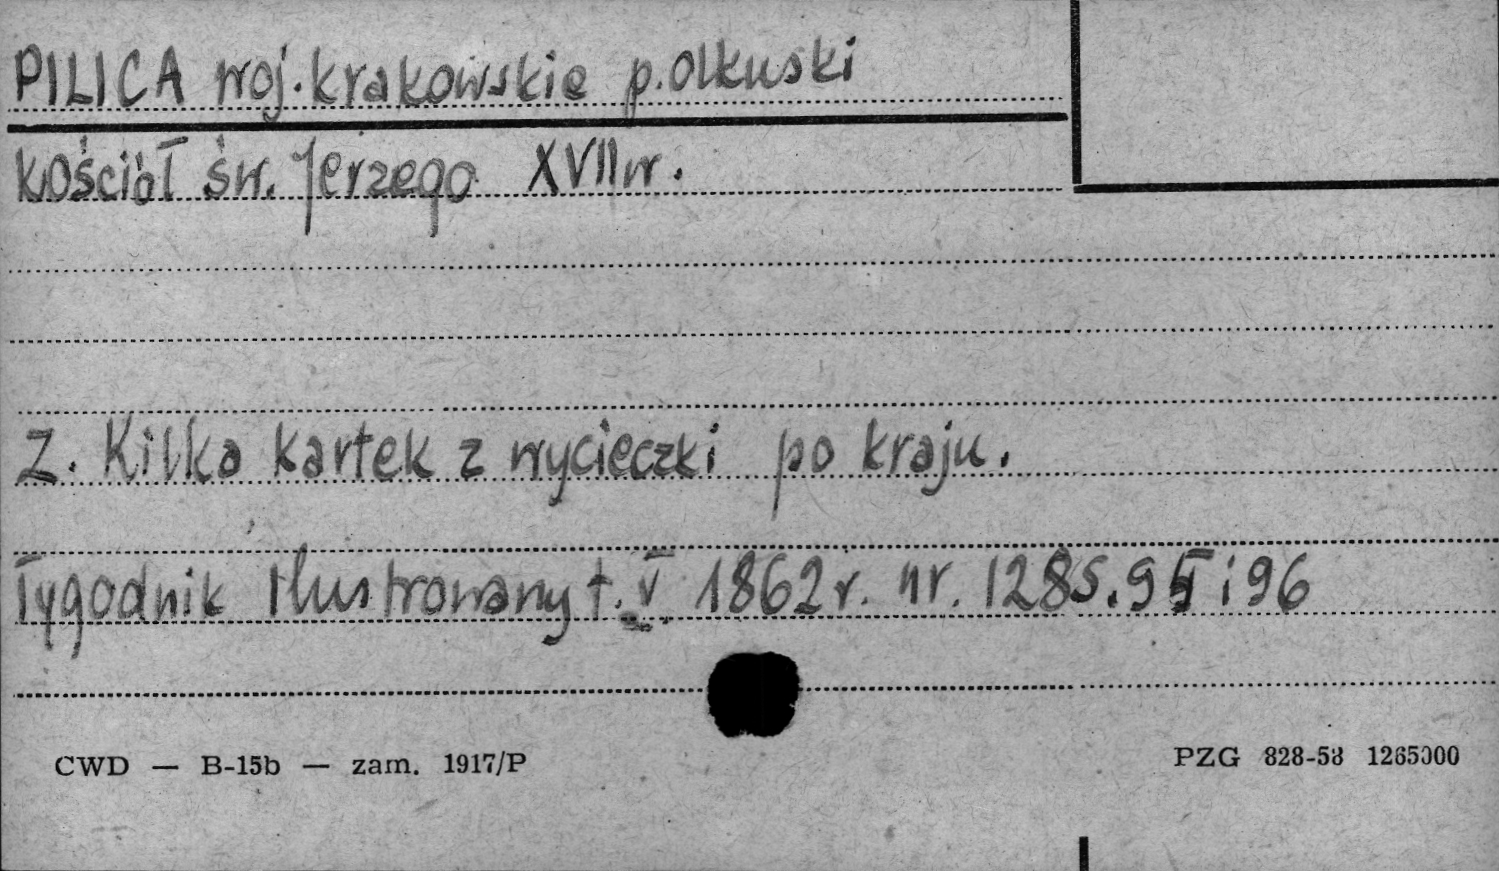 PILICA woj. krakowskie p. olkuski
kościół św. Jerzego XVII w.
Z. Kilka kartek z wycieczki po kraju.
Tygodnik Ilustrowany t. V 1862 r. nr. 128 s. 95 i 96
CWD — B-15b — zam. 1917/P
PZG 828-58 1265000